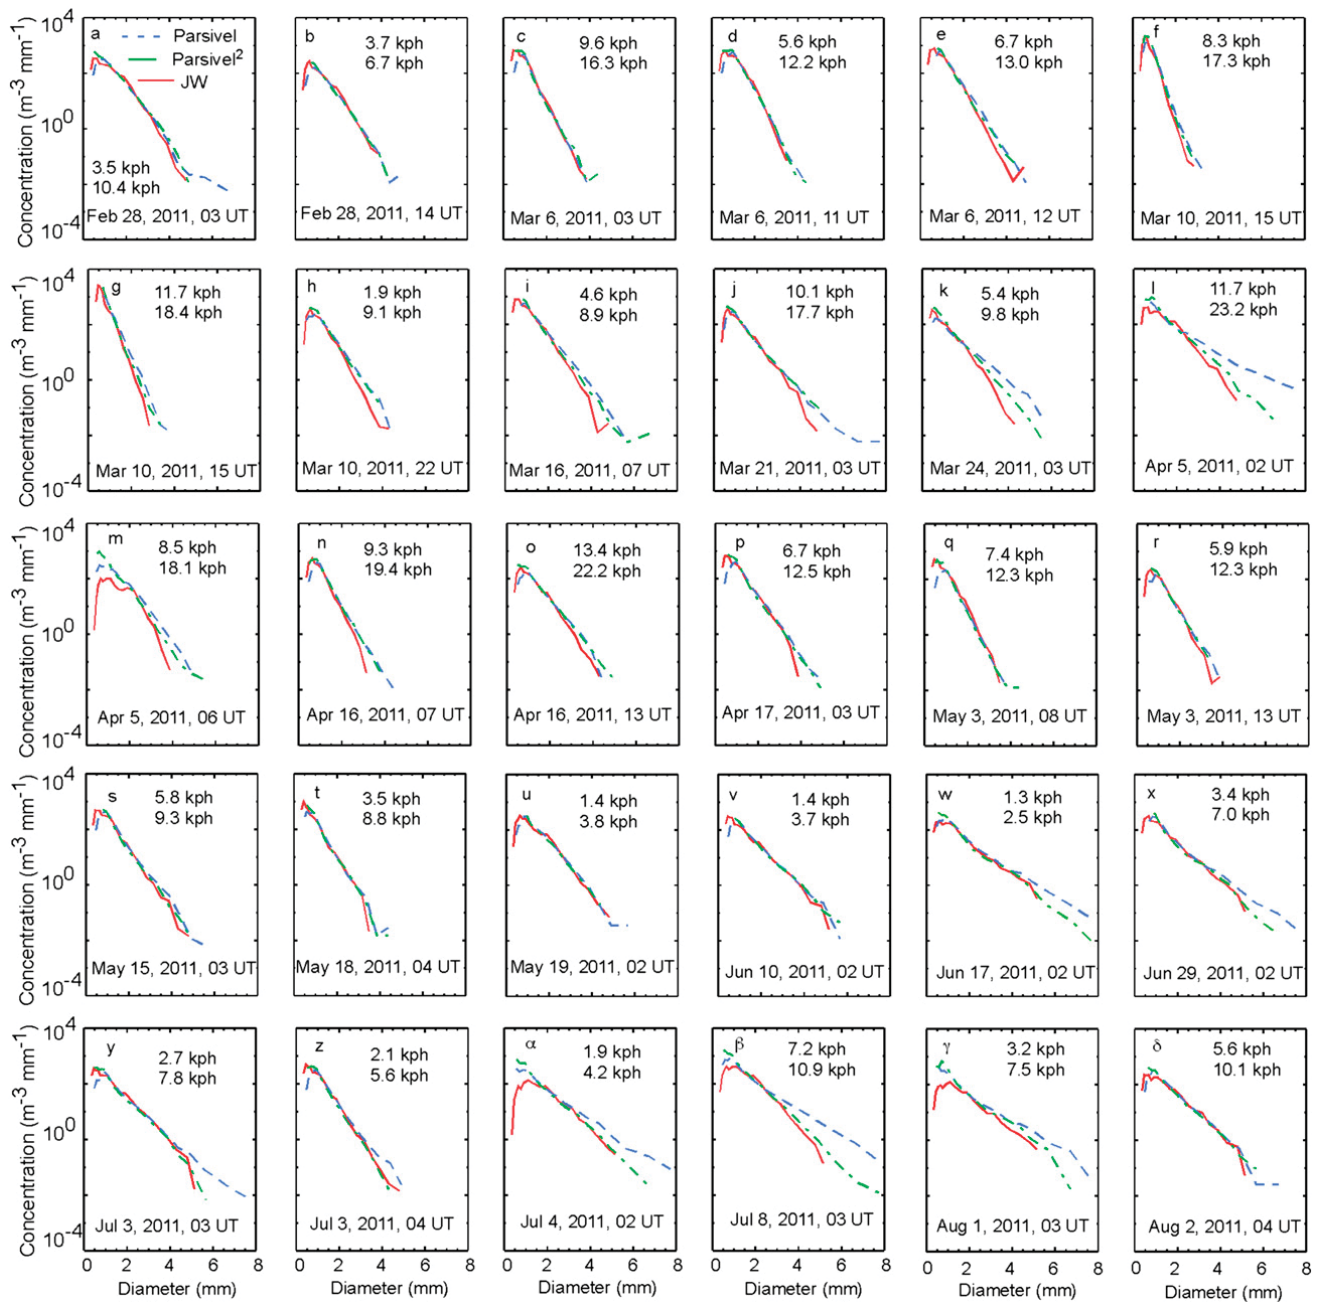 Concentration (m⁻³ mm⁻¹)
10⁴
10⁰
10⁻⁴
a
Parsivel
Parsivel²
JW
3.5 kph
10.4 kph
Feb 28, 2011, 03 UT
b
3.7 kph
6.7 kph
Feb 28, 2011, 14 UT
c
9.6 kph
16.3 kph
Mar 6, 2011, 03 UT
d
5.6 kph
12.2 kph
Mar 6, 2011, 11 UT
e
6.7 kph
13.0 kph
Mar 6, 2011, 12 UT
f
8.3 kph
17.3 kph
Mar 10, 2011, 15 UT
Concentration (m⁻³ mm⁻¹)
10⁴
10⁰
10⁻⁴
g
11.7 kph
18.4 kph
Mar 10, 2011, 15 UT
h
1.9 kph
9.1 kph
Mar 10, 2011, 22 UT
i
4.6 kph
8.9 kph
Mar 16, 2011, 07 UT
j
10.1 kph
17.7 kph
Mar 21, 2011, 03 UT
k
5.4 kph
9.8 kph
Mar 24, 2011, 03 UT
l
11.7 kph
23.2 kph
Apr 5, 2011, 02 UT
Concentration (m⁻³ mm⁻¹)
10⁴
10⁰
10⁻⁴
m
8.5 kph
18.1 kph
Apr 5, 2011, 06 UT
n
9.3 kph
19.4 kph
Apr 16, 2011, 07 UT
o
13.4 kph
22.2 kph
Apr 16, 2011, 13 UT
p
6.7 kph
12.5 kph
Apr 17, 2011, 03 UT
q
7.4 kph
12.3 kph
May 3, 2011, 08 UT
r
5.9 kph
12.3 kph
May 3, 2011, 13 UT
Concentration (m⁻³ mm⁻¹)
10⁴
10⁰
10⁻⁴
s
5.8 kph
9.3 kph
May 15, 2011, 03 UT
t
3.5 kph
8.8 kph
May 18, 2011, 04 UT
u
1.4 kph
3.8 kph
May 19, 2011, 02 UT
v
1.4 kph
3.7 kph
Jun 10, 2011, 02 UT
w
1.3 kph
2.5 kph
Jun 17, 2011, 02 UT
x
3.4 kph
7.0 kph
Jun 29, 2011, 02 UT
Concentration (m⁻³ mm⁻¹)
10⁴
10⁰
10⁻⁴
y
2.7 kph
7.8 kph
Jul 3, 2011, 03 UT
0 2 4 6 8
Diameter (mm)
z
2.1 kph
5.6 kph
Jul 3, 2011, 04 UT
0 2 4 6 8
Diameter (mm)
α
1.9 kph
4.2 kph
Jul 4, 2011, 02 UT
0 2 4 6 8
Diameter (mm)
β
7.2 kph
10.9 kph
Jul 8, 2011, 03 UT
0 2 4 6 8
Diameter (mm)
γ
3.2 kph
7.5 kph
Aug 1, 2011, 03 UT
0 2 4 6 8
Diameter (mm)
δ
5.6 kph
10.1 kph
Aug 2, 2011, 04 UT
0 2 4 6 8
Diameter (mm)